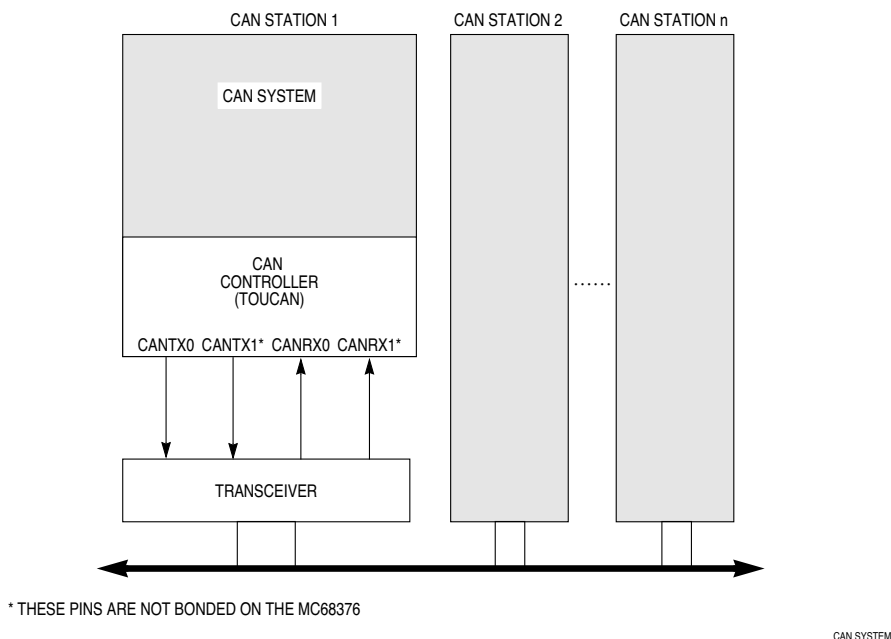 CAN STATION 1
CAN STATION 2
CAN STATION n
CAN SYSTEM
CAN
CONTROLLER
(TOUCAN)
......
CANTX0 CANTX1* CANRX0 CANRX1*
TRANSCEIVER
* THESE PINS ARE NOT BONDED ON THE MC68376
CAN SYSTEM